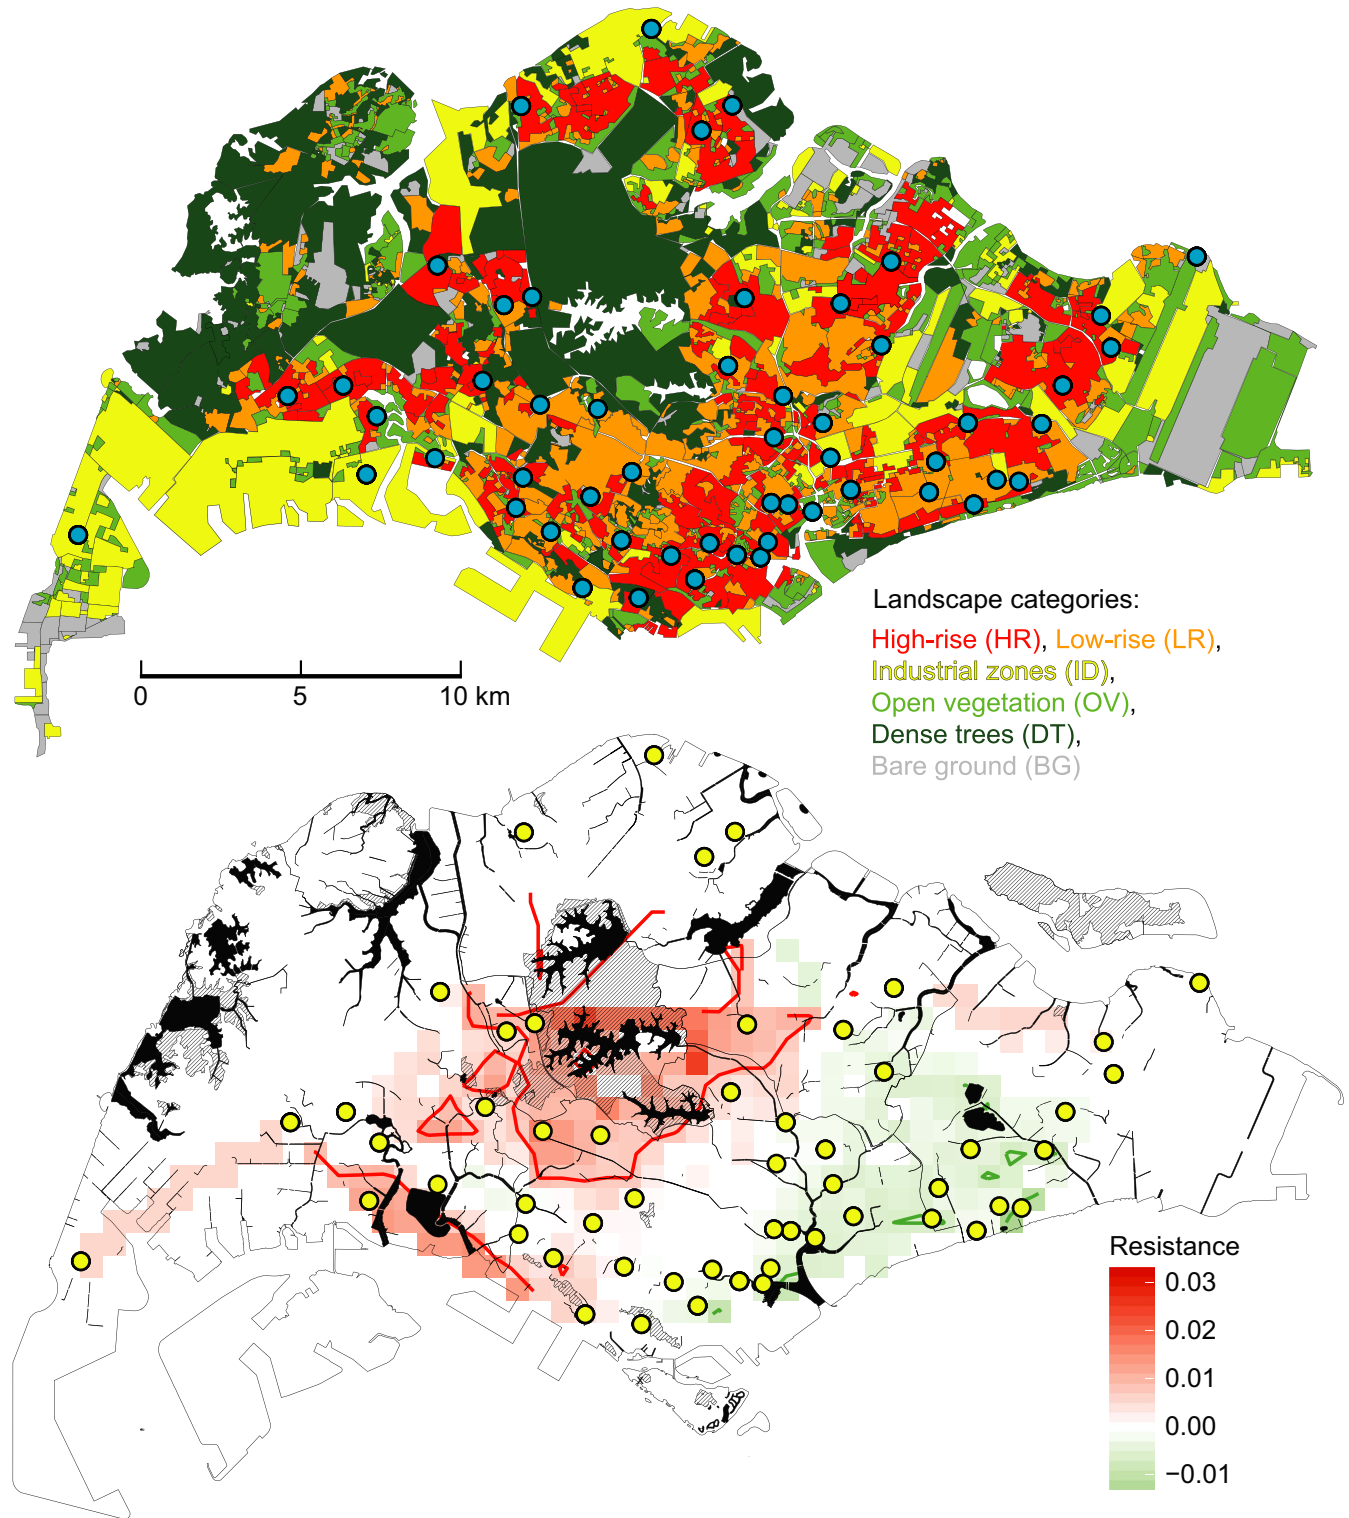 0 5 10 km
Landscape categories:
High-rise (HR), Low-rise (LR),
Industrial zones (ID),
Open vegetation (OV),
Dense trees (DT),
Bare ground (BG)
Resistance
0.03
0.02
0.01
0.00
−0.01